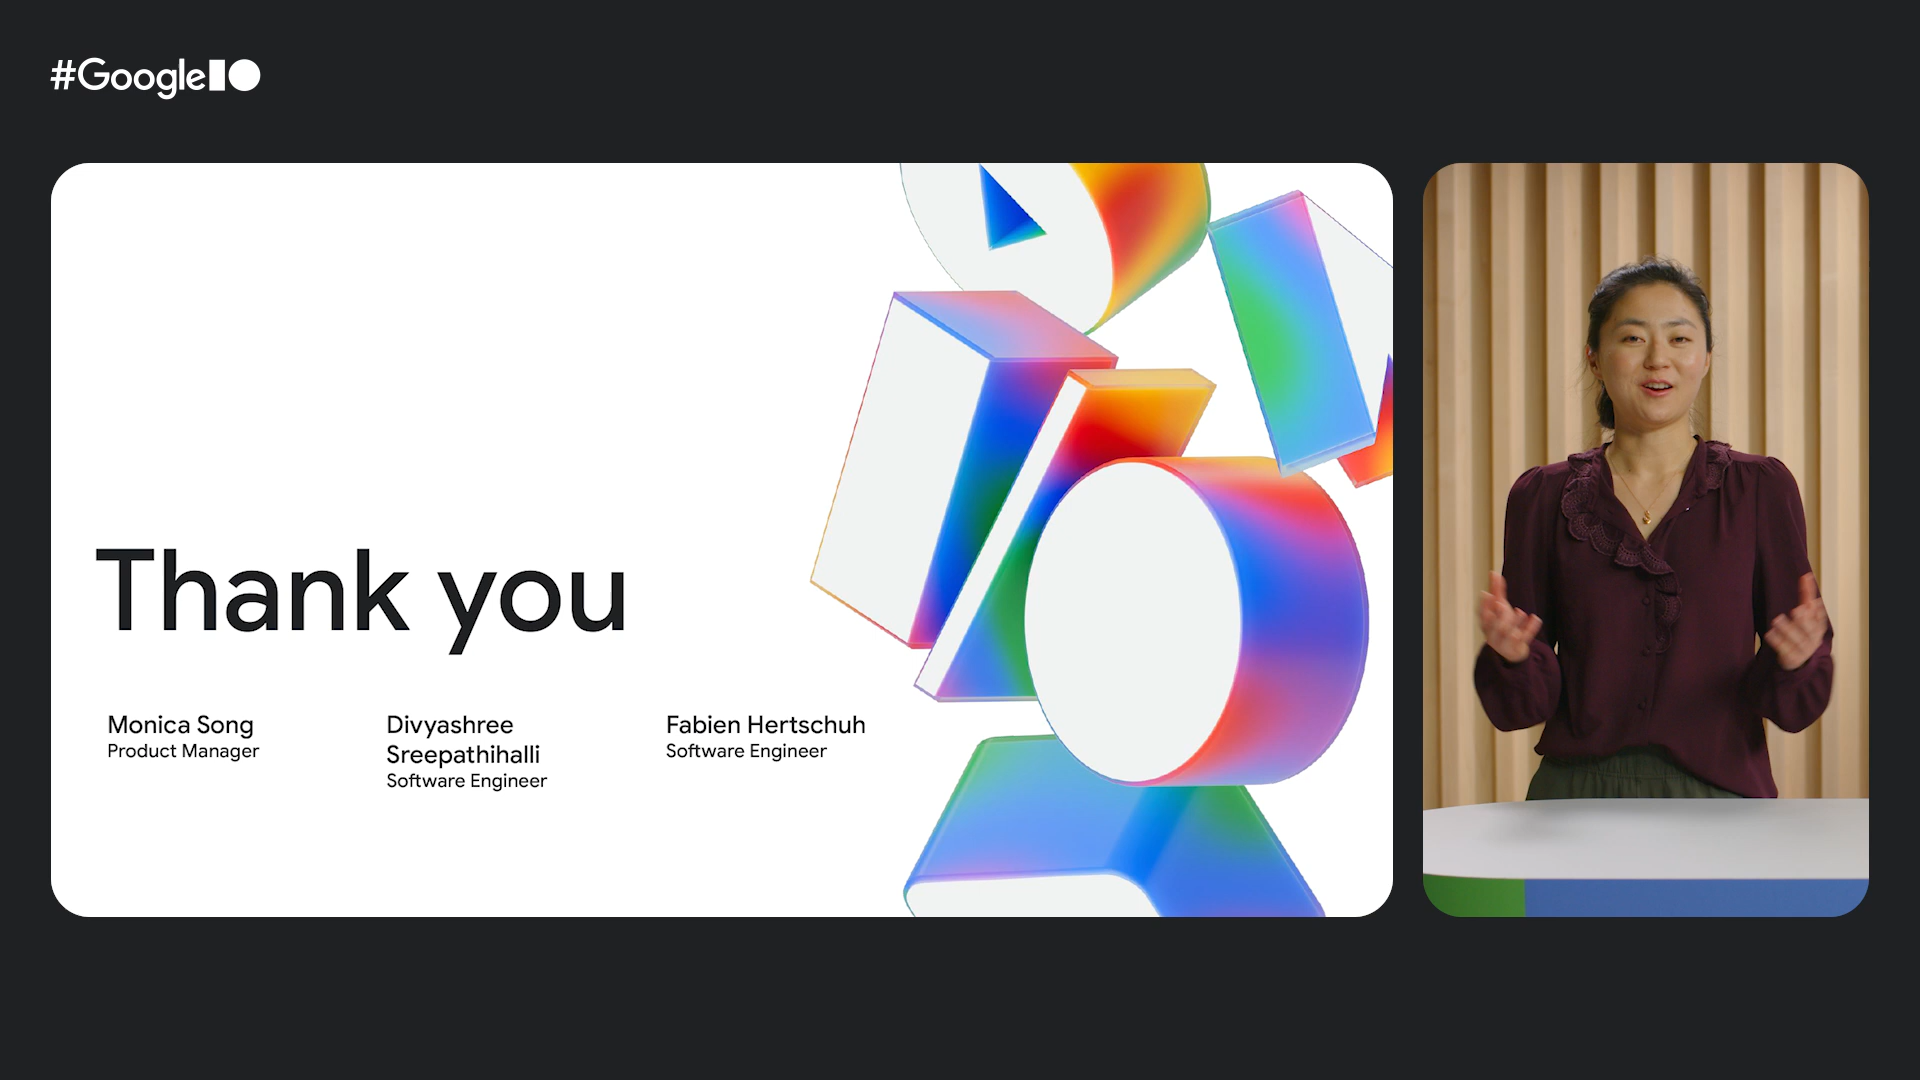 #GoogleIO
Thank you
Monica Song
Product Manager
Divyashree
Sreepathihalli
Software Engineer
Fabien Hertschuh
Software Engineer